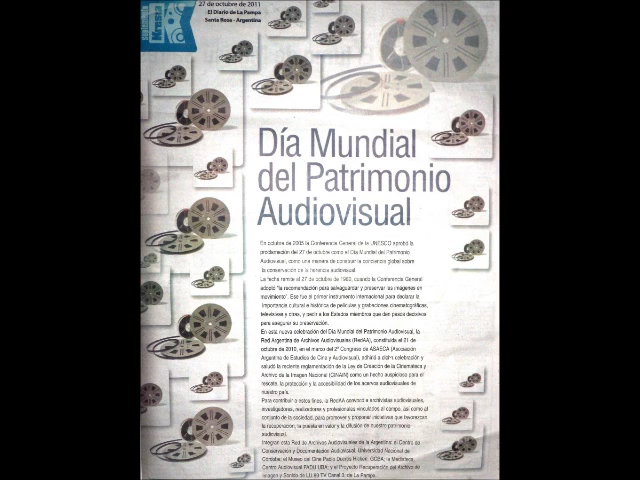 27 de octubre de 2011
El Diario de La Pampa
Santa Rosa - Argentina
Kresta
Día Mundial
del Patrimonio
Audiovisual
En octubre de 2005 la Conferencia General de la UNESCO aprobó la
proclamación del 27 de octubre como el Día Mundial del Patrimonio
Audiovisual, como una manera de construir la conciencia global sobre
la conservación de la herencia audiovisual.
La fecha remite al 27 de octubre de 1980, cuando la Conferencia General
adoptó "la recomendación para salvaguardar y preservar las imágenes en
movimiento". Ese fue el primer instrumento internacional para declarar la
importancia cultural e histórica de películas y grabaciones cinematográficas,
televisivas y otras, y pedir a los Estados miembros que den pasos decisivos
para asegurar su preservación.
En esta nueva celebración del Día Mundial del Patrimonio Audiovisual, la
Red Argentina de Archivos Audiovisuales (RedAA), constituida el 21 de
octubre de 2010, en el marco del 2º Congreso de ASAECA (Asociación
Argentina de Estudios de Cine y Audiovisual), adhirió a dicha celebración y
saludó la reciente reglamentación de la Ley de Creación de la Cinemateca y
Archivo de la Imagen Nacional (CINAIN) como un hecho auspicioso para el
rescate, la protección y la accesibilidad de los acervos audiovisuales de
nuestro país.
Para contribuir a estos fines, la RedAA convocó a archivistas audiovisuales,
investigadores, realizadores y profesionales vinculados al campo, así como al
conjunto de la sociedad, para promover y proponer iniciativas que favorezcan
la recuperación, la puesta en valor y la difusión de nuestro patrimonio
audiovisual.
Integran esta Red de Archivos Audiovisuales de la Argentina: el Centro de
Conservación y Documentación Audiovisual, Universidad Nacional de
Córdoba; el Museo del Cine Pablo Ducrós Hicken, GCBA; la Mediateca,
Centro Audiovisual FADU UBA; y el Proyecto Recuperación del Archivo de
Imagen y Sonido de LU 89 TV Canal 3, de La Pampa.